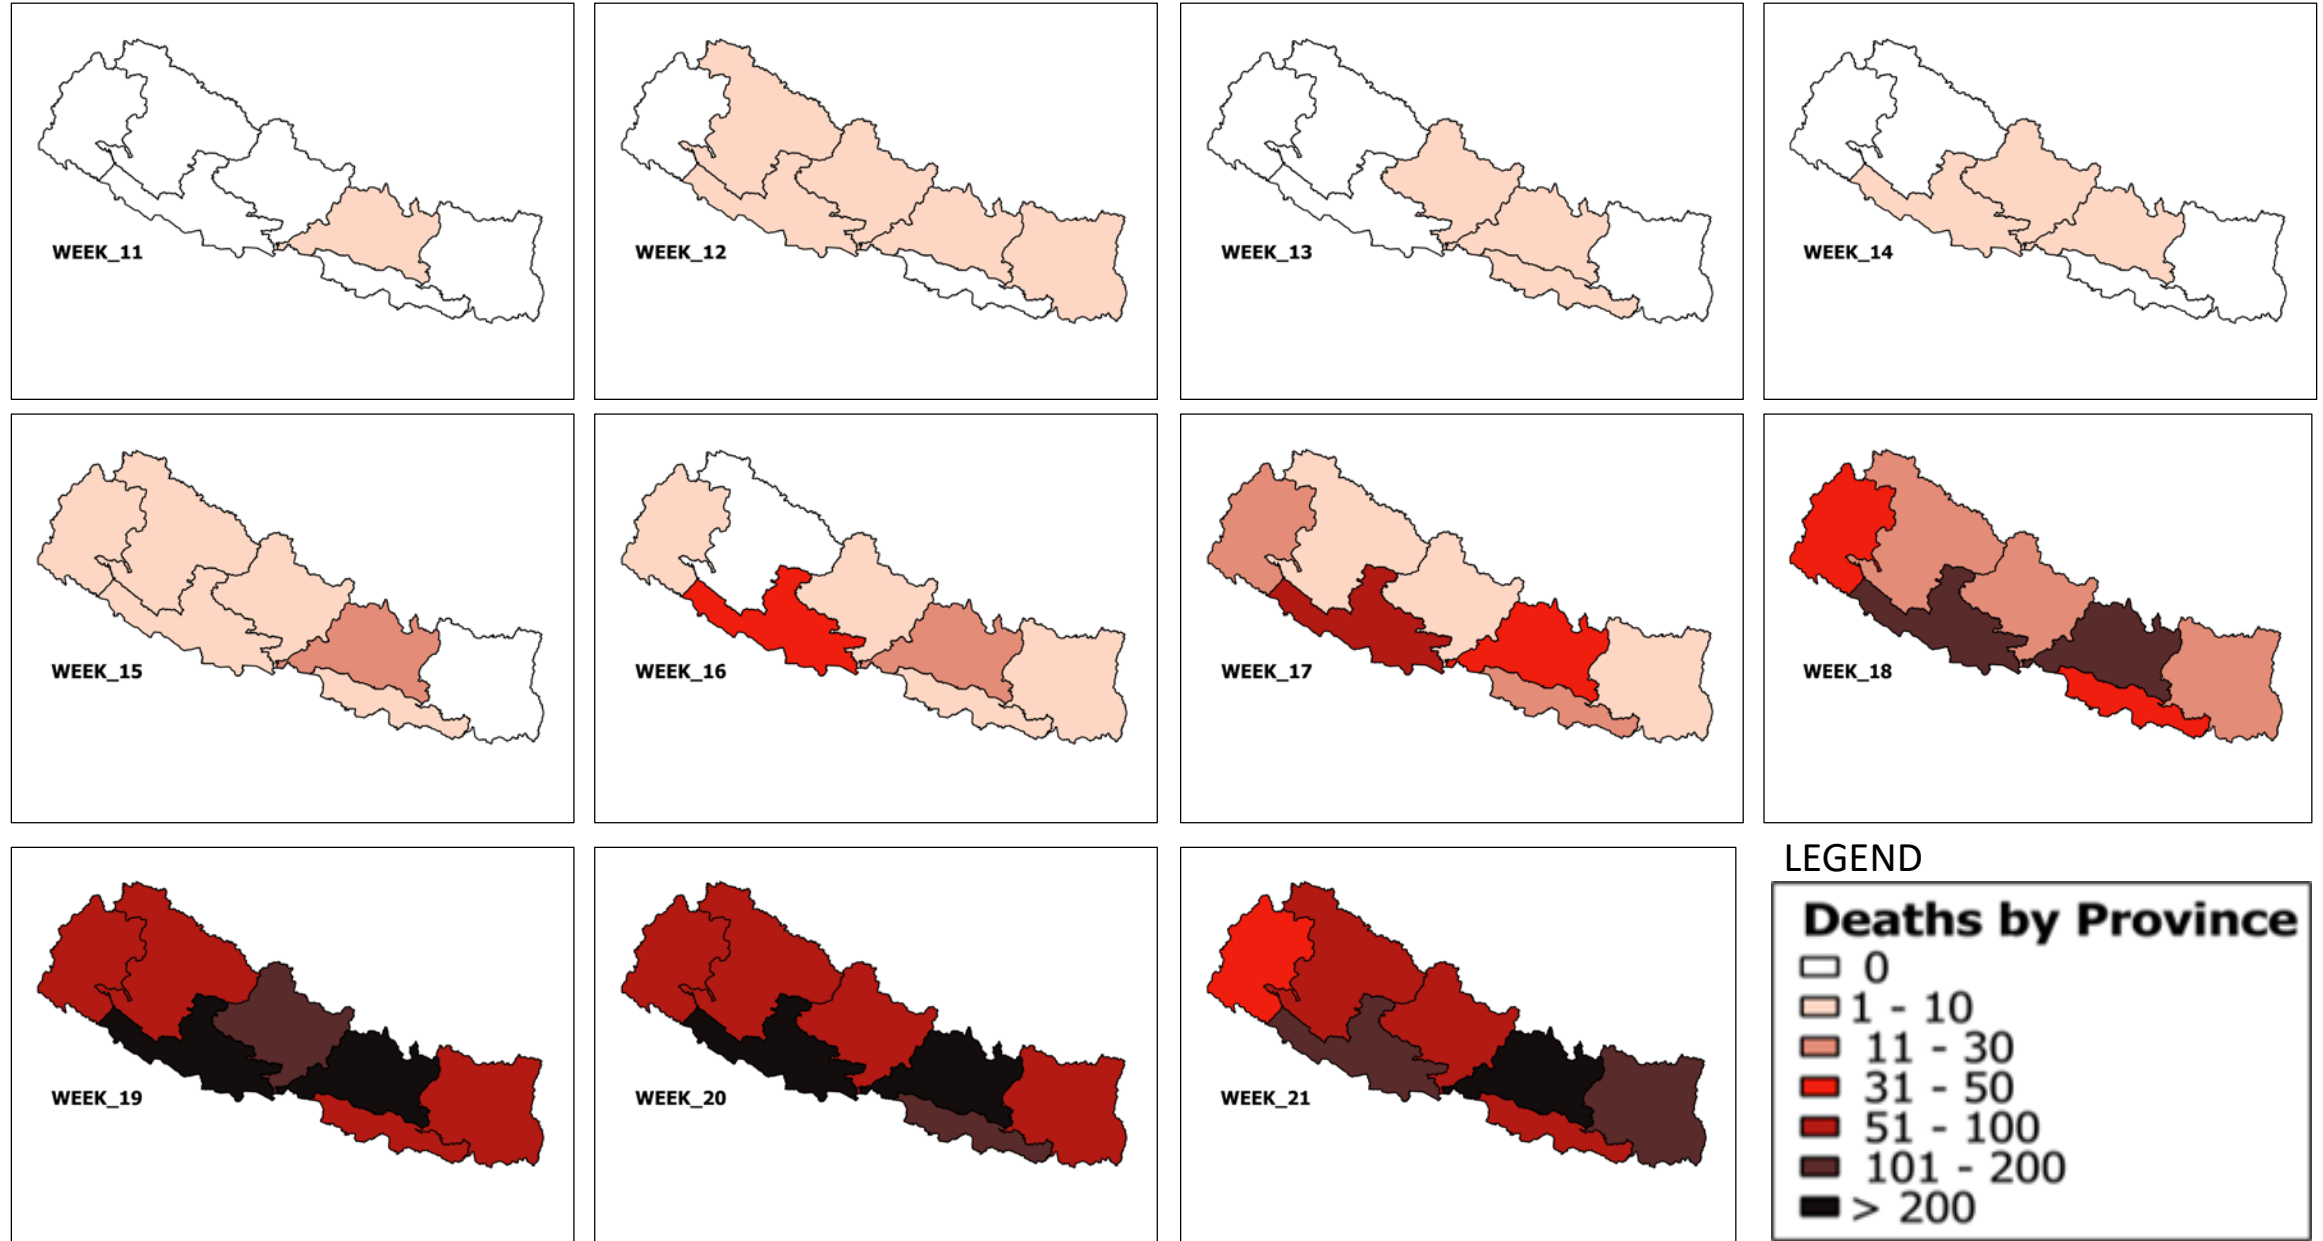 WEEK_11
WEEK_12
WEEK_13
WEEK_14
WEEK_15
WEEK_16
WEEK_17
WEEK_18
WEEK_19
WEEK_20
WEEK_21
LEGEND
Deaths by Province
0
1 - 10
11 - 30
31 - 50
51 - 100
101 - 200
> 200